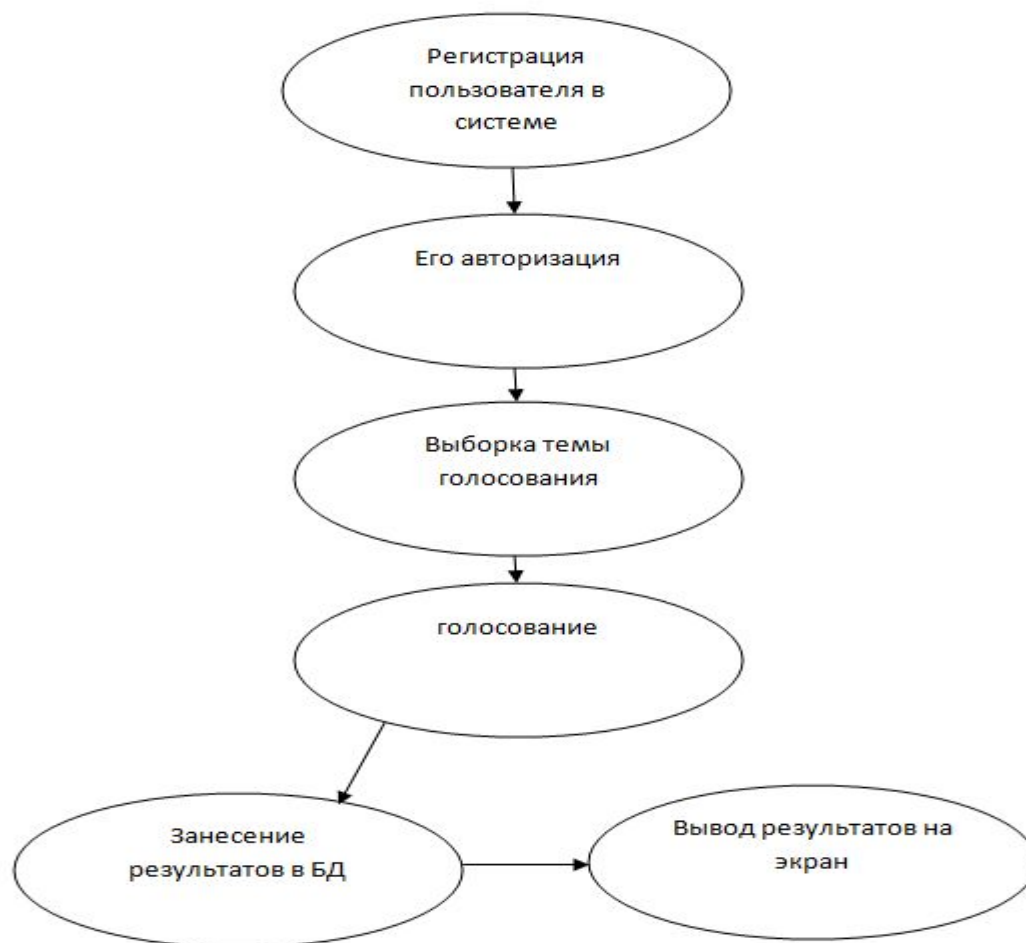 Регистрация
пользователя в
системе
Его авторизация
Выборка темы
голосования
голосование
Занесение
результатов в БД
Вывод результатов на
экран